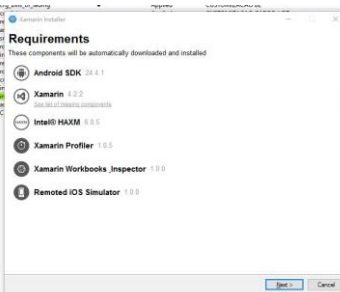 Xamarin Installer
Requirements
These components will be automatically downloaded and installed
Android SDK 24.4.1
Xamarin 4.2.2
See list of missing components
Intel® HAXM 6.0.5
Xamarin Profiler 1.0.5
Xamarin Workbooks _Inspector 1.0.0
Remoted iOS Simulator 1.0.0
Next >
Cancel